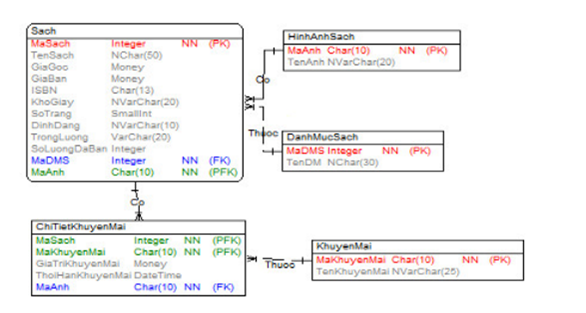 Sach
MaSach Integer NN (PK)
TenSach NChar(50)
GiaGoc Money
GiaBan Money
ISBN Char(13)
KhoGiay NVarChar(20)
SoTrang SmallInt
DinhDang NVarChar(10)
TrongLuong VarChar(20)
SoLuongDaBan Integer
MaDMS Integer NN (FK)
MaAnh Char(10) NN (PFK)
HinhAnhSach
MaAnh Char(10) NN (PK)
TenAnh NVarChar(20)
Co
Thuoc
DanhMucSach
MaDMS Integer NN (PK)
TenDM NChar(30)
Co
ChiTietKhuyenMai
MaSach Integer NN (PFK)
MaKhuyenMai Char(10) NN (PFK)
GiaTriKhuyenMai Money
ThoiHanKhuyenMai DateTime
MaAnh Char(10) NN (FK)
Thuoc
KhuyenMai
MaKhuyenMai Char(10) NN (PK)
TenKhuyenMai NVarChar(25)